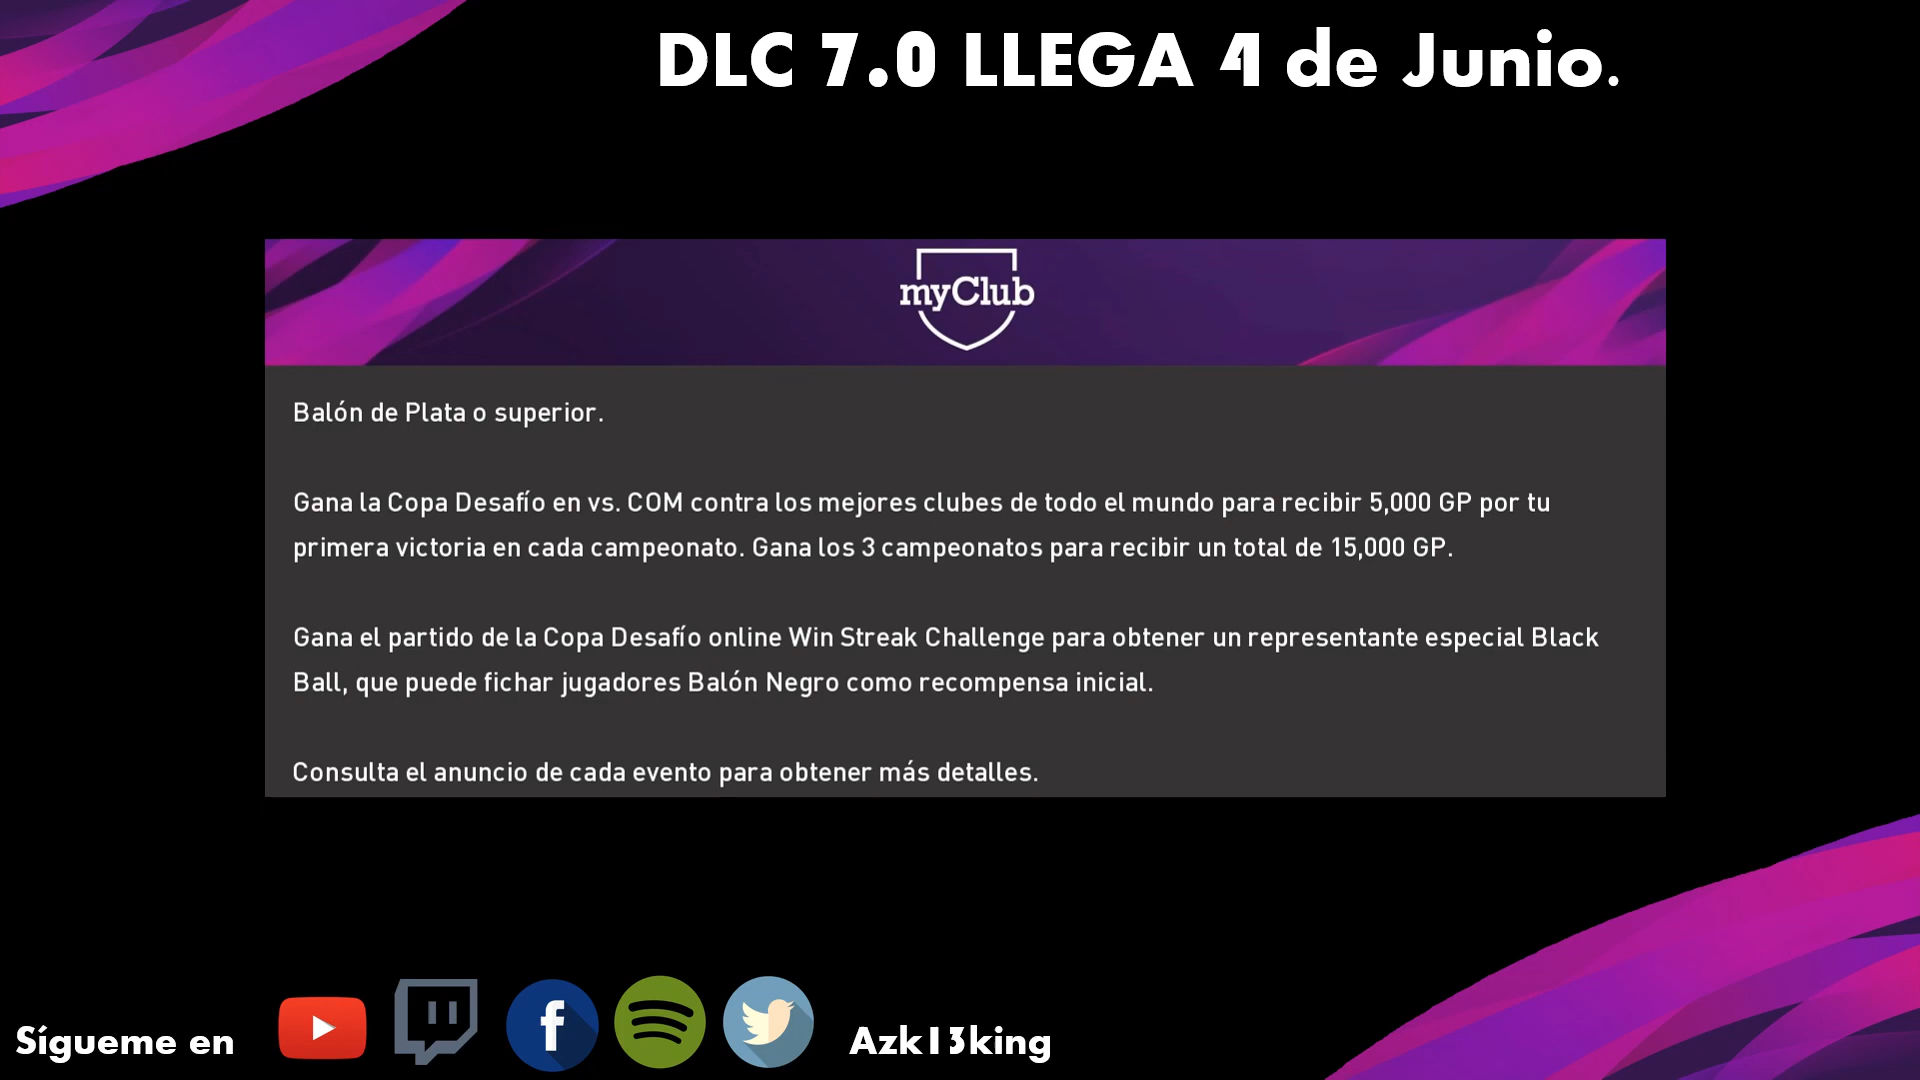 DLC 7.0 LLEGA 4 de Junio.
myClub
Balón de Plata o superior.
Gana la Copa Desafío en vs. COM contra los mejores clubes de todo el mundo para recibir 5,000 GP por tu
primera victoria en cada campeonato. Gana los 3 campeonatos para recibir un total de 15,000 GP.
Gana el partido de la Copa Desafío online Win Streak Challenge para obtener un representante especial Black
Ball, que puede fichar jugadores Balón Negro como recompensa inicial.
Consulta el anuncio de cada evento para obtener más detalles.
Sígueme en
Azk13king